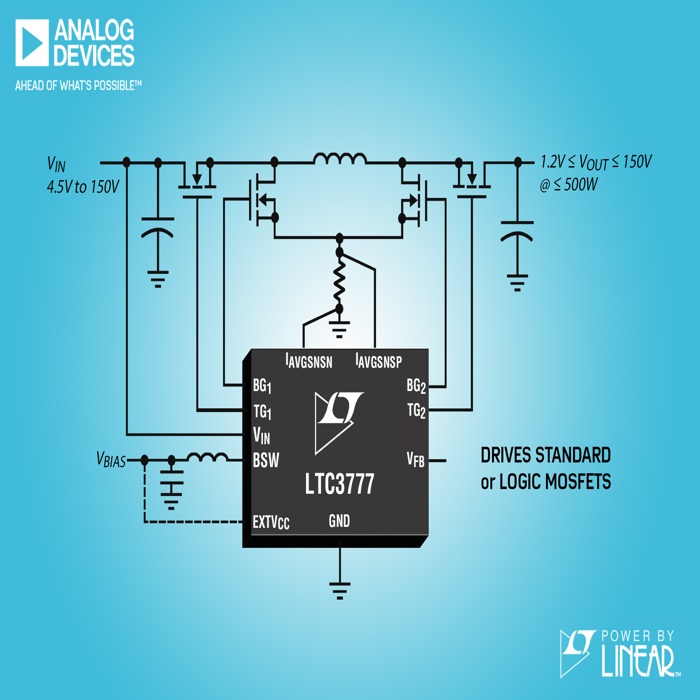 ANALOG
DEVICES
AHEAD OF WHAT'S POSSIBLE™
VIN
4.5V to 150V
1.2V ≤ VOUT ≤ 150V
@ ≤ 500W
IAVGSNSN IAVGSNSP
BG1 BG2
TG1 TG2
VIN
VBIAS BSW VFB
LTC3777
EXTVCC GND
DRIVES STANDARD
or LOGIC MOSFETS
POWER BY
LINEAR™